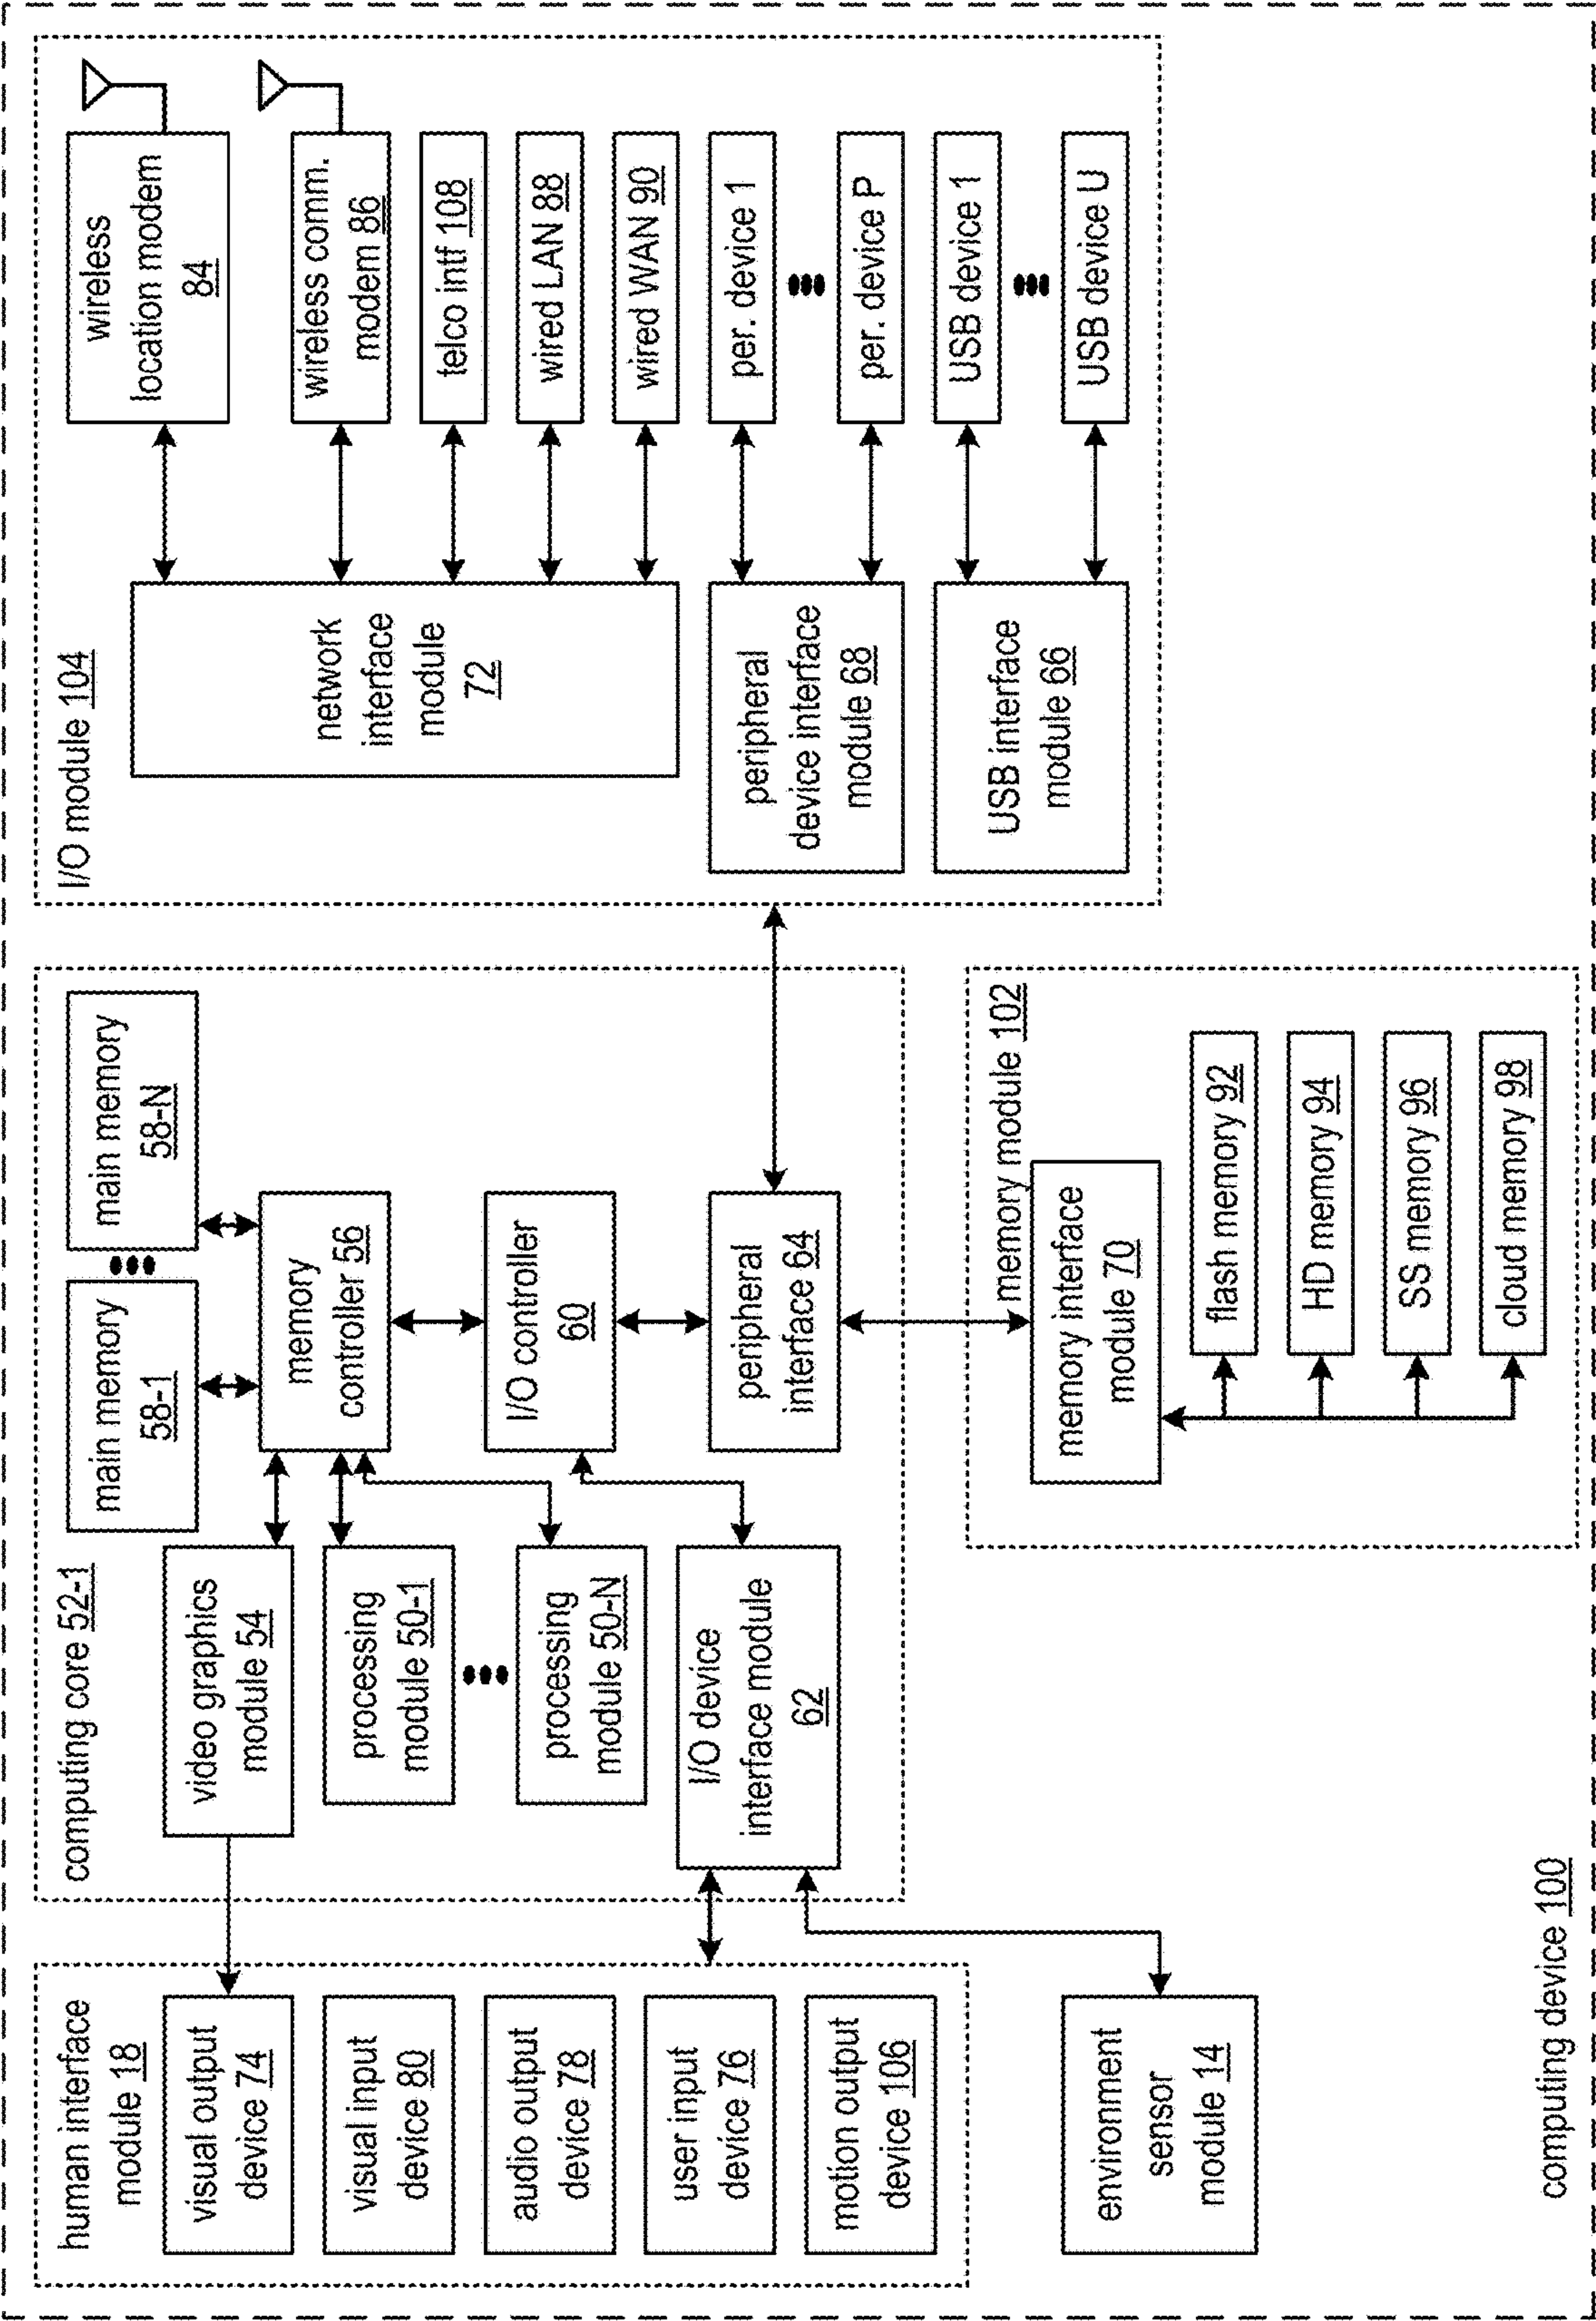 human interface
module 18
visual output
device 74
visual input
device 80
audio output
device 78
user input
device 76
motion output
device 106
environment
sensor
module 14
computing core 52-1
video graphics
module 54
processing
module 50-1
processing
module 50-N
I/O device
interface module
62
main memory
58-1
main memory
58-N
memory
controller 56
I/O controller
60
peripheral
interface 64
memory module 102
memory interface
module 70
flash memory 92
HD memory 94
SS memory 96
cloud memory 98
I/O module 104
network
interface
module
72
peripheral
device interface
module 68
USB interface
module 66
wireless
location modem
84
wireless comm.
modem 86
telco intf 108
wired LAN 88
wired WAN 90
per. device 1
per. device P
USB device 1
USB device U
computing device 100